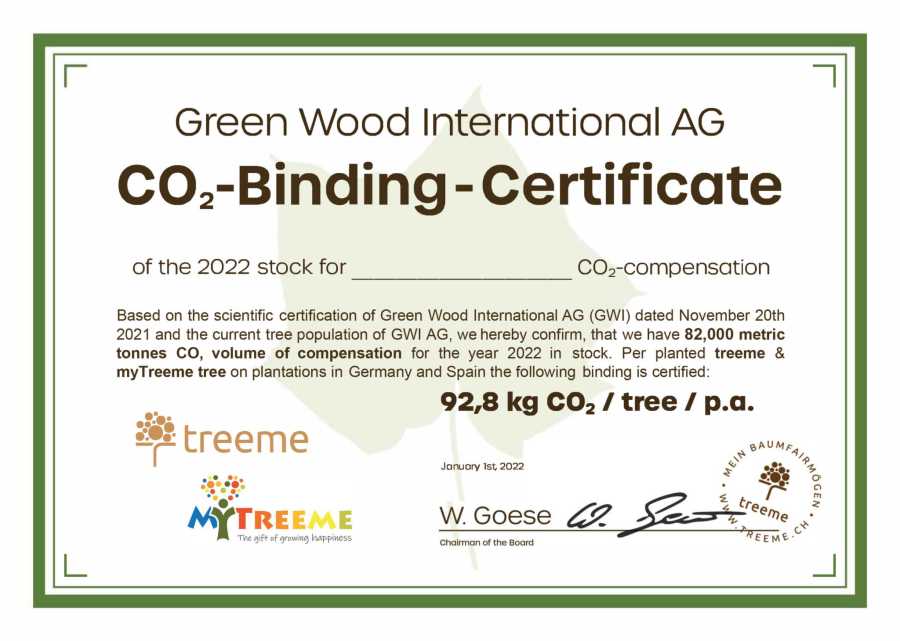 Green Wood International AG
CO₂-Binding-Certificate
of the 2022 stock for ____________________ CO₂-compensation
Based on the scientific certification of Green Wood International AG (GWI) dated November 20th
2021 and the current tree population of GWI AG, we hereby confirm, that we have 82,000 metric
tonnes CO, volume of compensation for the year 2022 in stock. Per planted treeme &
myTreeme tree on plantations in Germany and Spain the following binding is certified:
92,8 kg CO₂ / tree / p.a.
treeme
January 1st, 2022
MYTREEME
The gift of growing happiness
W. Goese
W. Goese
Chairman of the Board
• MEIN BAUMFAIRMÖGEN •
treeme
WWW.TREEME.CH